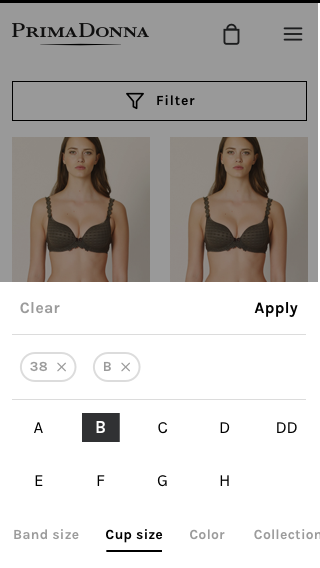 PRIMADONNA
Filter
Clear Apply
38 × B ×
A B C D DD
E F G H
Band size Cup size Color Collection